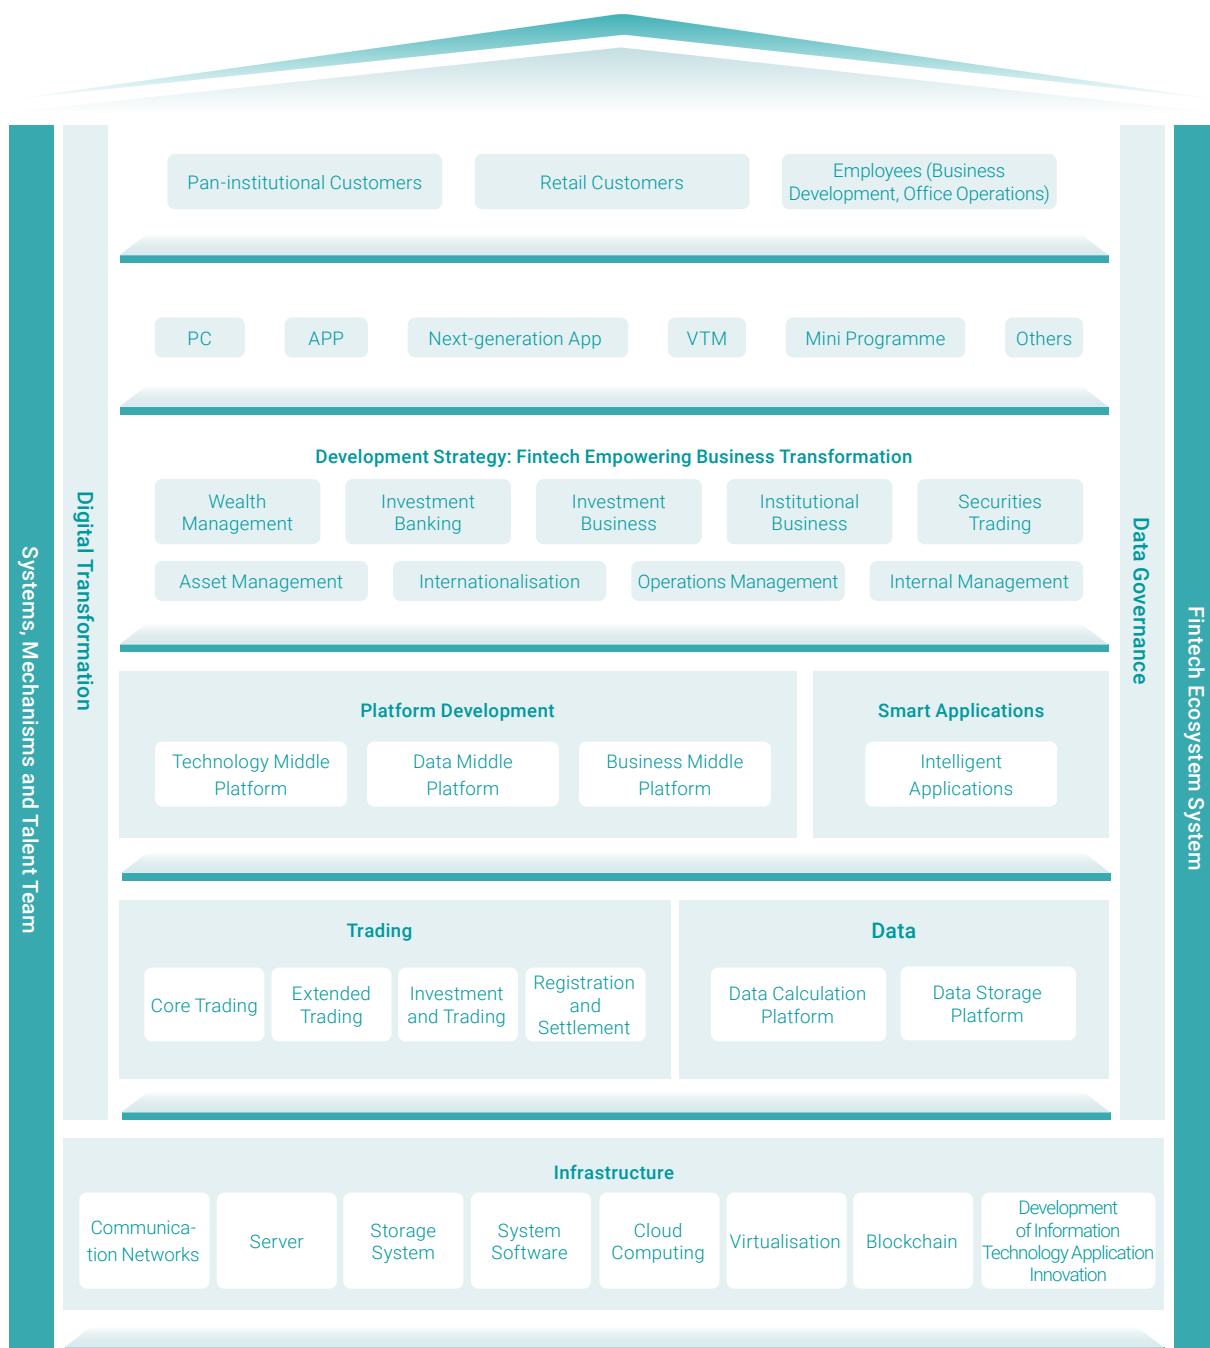 Pan-institutional Customers
Retail Customers
Employees (Business
Development, Office Operations)
PC
APP
Next-generation App
VTM
Mini Programme
Others
Development Strategy: Fintech Empowering Business Transformation
Wealth
Management
Investment
Banking
Investment
Business
Institutional
Business
Securities
Trading
Asset Management
Internationalisation
Operations Management
Internal Management
Systems, Mechanisms and Talent Team
Digital Transformation
Data Governance
Fintech Ecosystem System
Platform Development
Technology Middle
Platform
Data Middle
Platform
Business Middle
Platform
Smart Applications
Intelligent
Applications
Trading
Core Trading
Extended
Trading
Investment
and Trading
Registration
and
Settlement
Data
Data Calculation
Platform
Data Storage
Platform
Infrastructure
Communica-
tion Networks
Server
Storage
System
System
Software
Cloud
Computing
Virtualisation
Blockchain
Development
of Information
Technology Application
Innovation